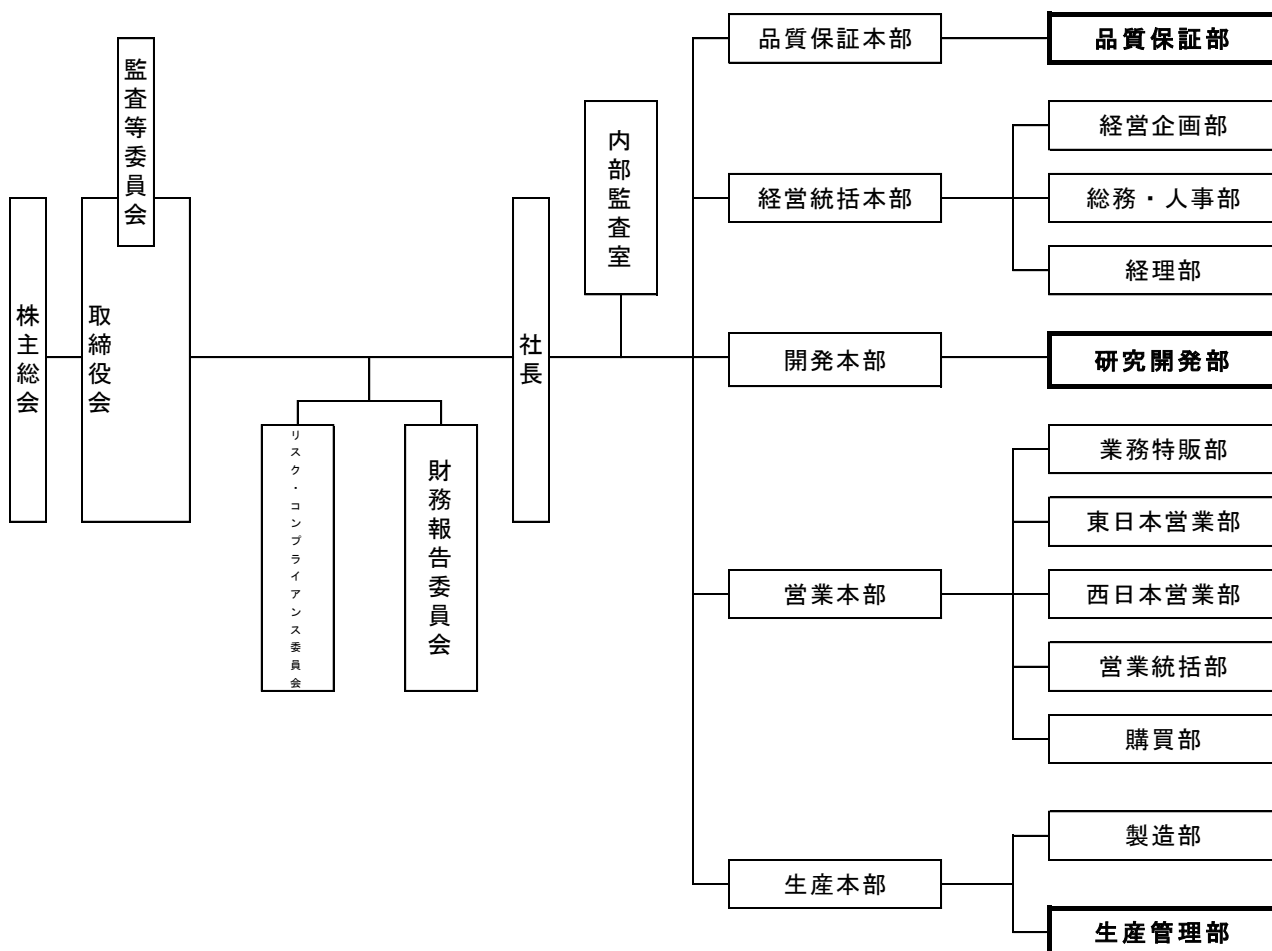 株主総会
取締役会
監査等委員会
リスク・コンプライアンス委員会
財務報告委員会
社長
内部監査室
品質保証本部
品質保証部
経営統括本部
経営企画部
総務・人事部
経理部
開発本部
研究開発部
営業本部
業務特販部
東日本営業部
西日本営業部
営業統括部
購買部
生産本部
製造部
生産管理部